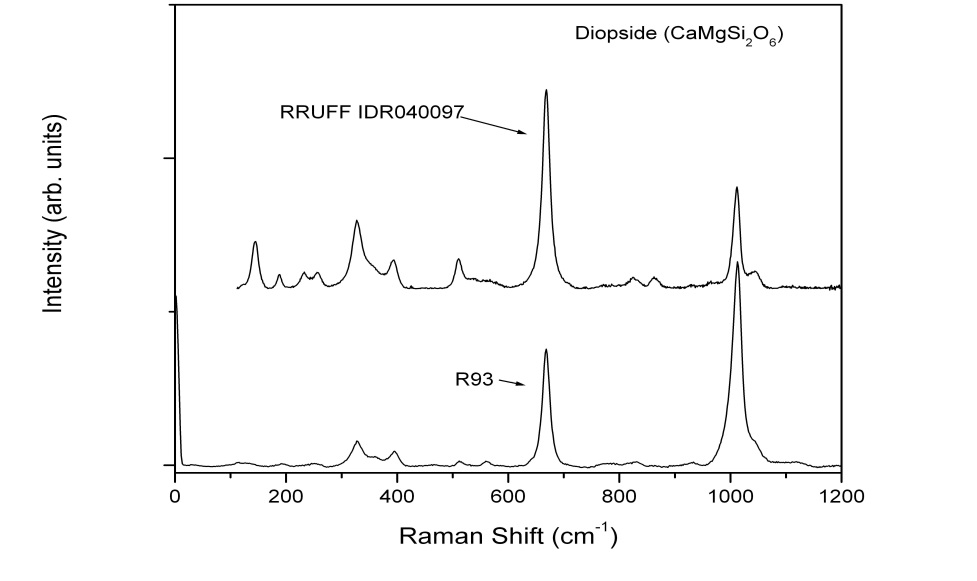 Diopside (CaMgSi₂O₆)
RRUFF IDR040097
R93
Intensity (arb. units)
0 200 400 600 800 1000 1200
Raman Shift (cm⁻¹)